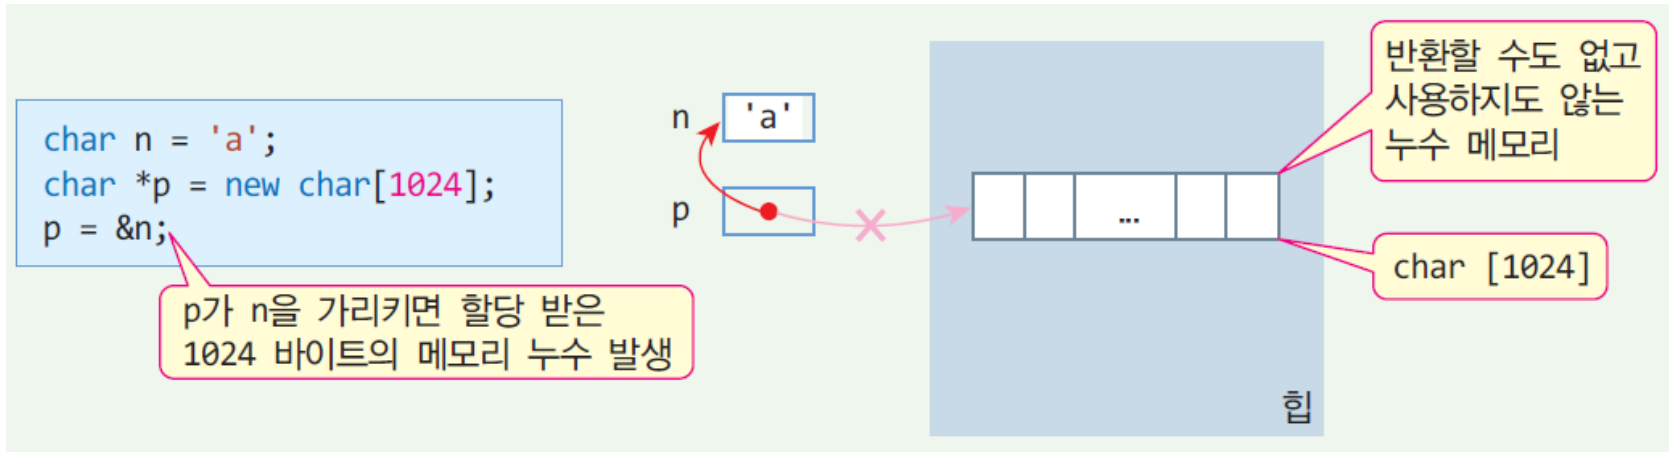 char n = 'a';
char *p = new char[1024];
p = &n;
p가 n을 가리키면 할당 받은
1024 바이트의 메모리 누수 발생
n
'a'
p
...
반환할 수도 없고
사용하지도 않는
누수 메모리
char [1024]
힙